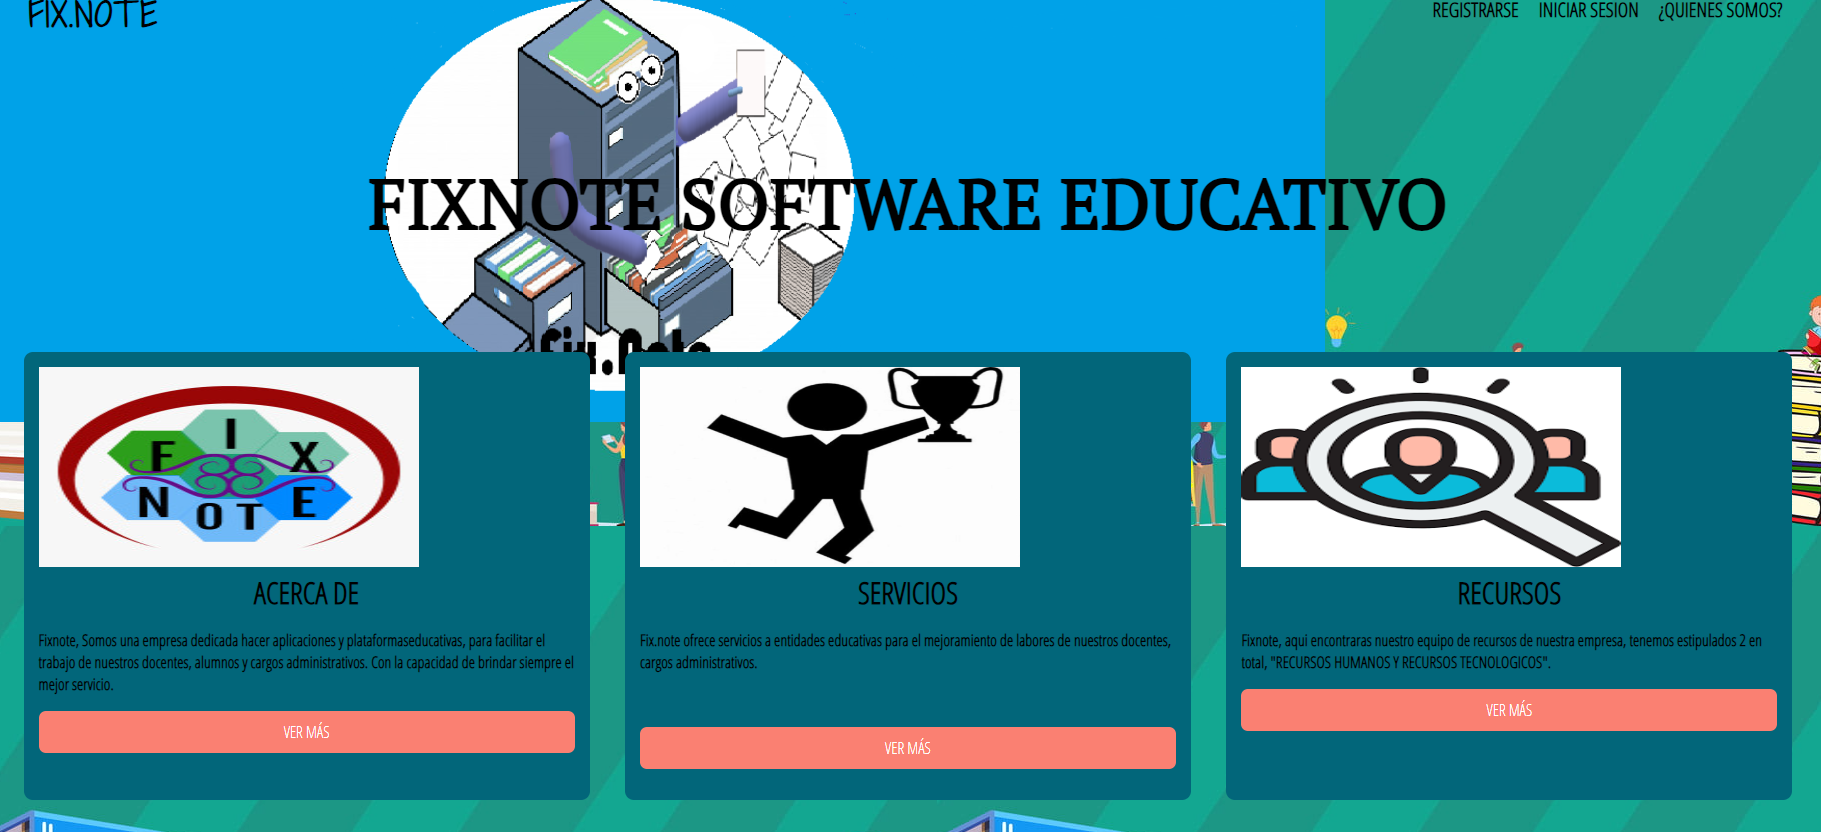 FIX.NOTE
REGISTRARSE INICIAR SESION ¿QUIENES SOMOS?
FIXNOTE SOFTWARE EDUCATIVO
Fix.Note
F I X
N O T E
ACERCA DE
Fixnote, Somos una empresa dedicada hacer aplicaciones y plataformaseducativas, para facilitar el
trabajo de nuestros docentes, alumnos y cargos administrativos. Con la capacidad de brindar siempre el
mejor servicio.
VER MÁS
SERVICIOS
Fix.note ofrece servicios a entidades educativas para el mejoramiento de labores de nuestros docentes,
cargos administrativos.
VER MÁS
RECURSOS
Fixnote, aqui encontraras nuestro equipo de recursos de nuestra empresa, tenemos estipulados 2 en
total, "RECURSOS HUMANOS Y RECURSOS TECNOLOGICOS".
VER MÁS